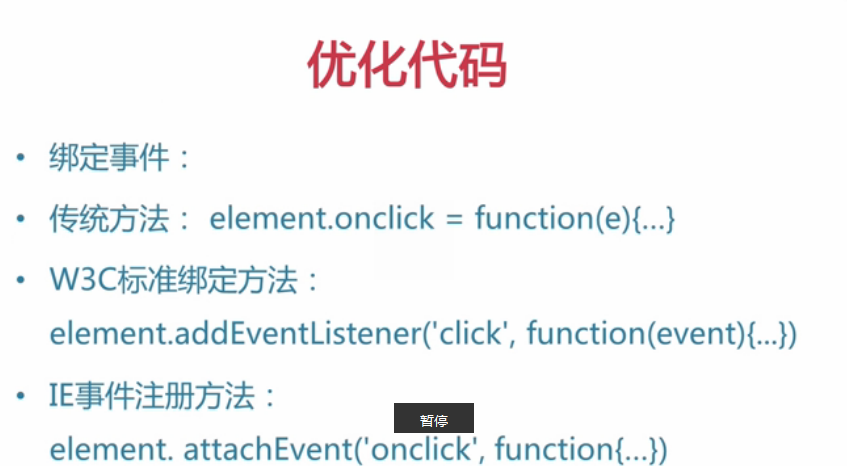 优化代码
• 绑定事件：
• 传统方法： element.onclick = function(e){...}
• W3C标准绑定方法：
element.addEventListener('click', function(event){...})
• IE事件注册方法：
暂停
element. attachEvent('onclick', function{...})